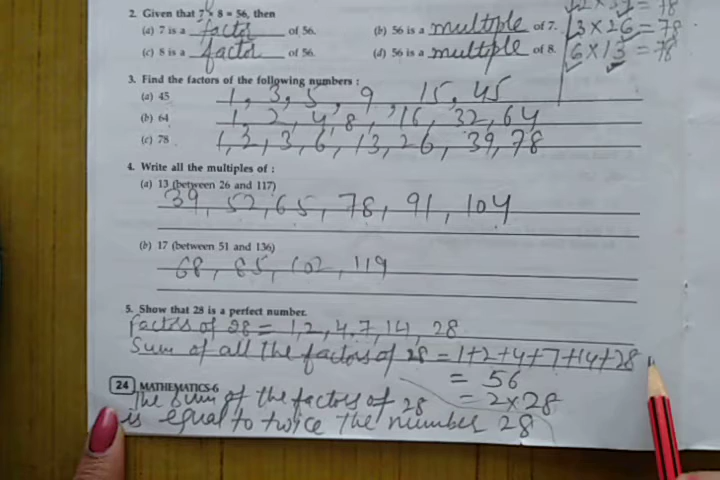 12 × 39 = 78
2. Given that 7 × 8 = 56, then
(a) 7 is a factor of 56. (b) 56 is a multiple of 7. 3 × 26 = 78
(c) 8 is a factor of 56. (d) 56 is a multiple of 8. 6 × 13 = 78
3. Find the factors of the following numbers :
(a) 45 1, 3, 5, 9, 15, 45
(b) 64 1, 2, 4, 8, 16, 32, 64
(c) 78 1, 2, 3, 6, 13, 26, 39, 78
4. Write all the multiples of :
(a) 13 (between 26 and 117)
39, 52, 65, 78, 91, 104
(b) 17 (between 51 and 136)
68, 85, 102, 119
5. Show that 28 is a perfect number.
Factors of 28 = 1, 2, 4, 7, 14, 28
Sum of all the factors of 28 = 1+2+4+7+14+28
= 56
24 MATHEMATICS-6
= 2×28
The sum of the factors of 28
is equal to twice the number 28